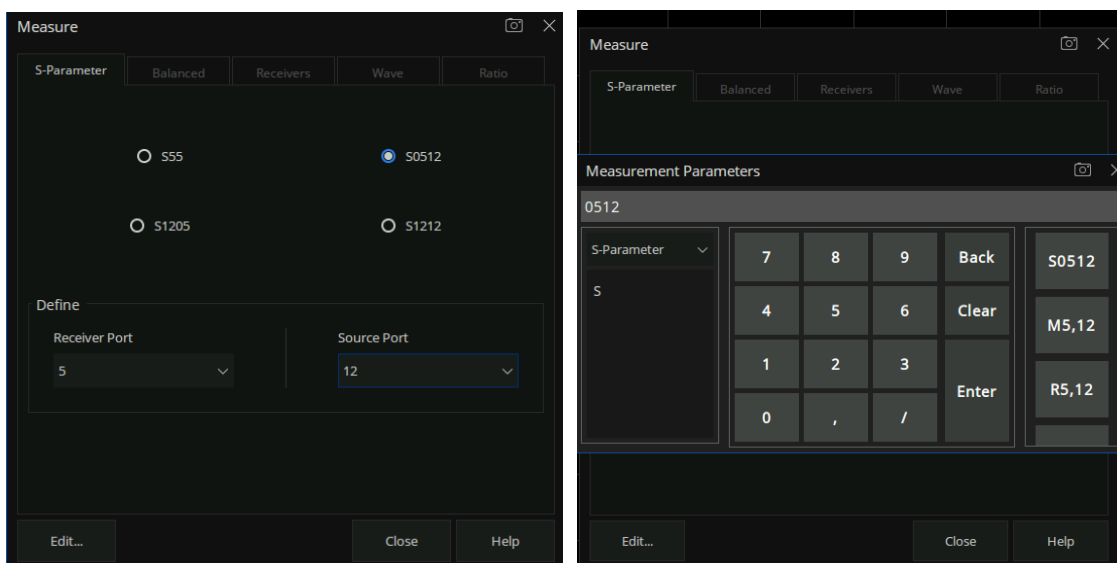 Measure
S-Parameter Balanced Receivers Wave Ratio
S55 S0512
S1205 S1212
Define
Receiver Port Source Port
5 12
Edit... Close Help
Measure
S-Parameter Balanced Receivers Wave Ratio
Measurement Parameters
0512
S-Parameter
S
7 8 9 Back
4 5 6 Clear
1 2 3
Enter
0 , /
S0512
M5,12
R5,12
Edit... Close Help